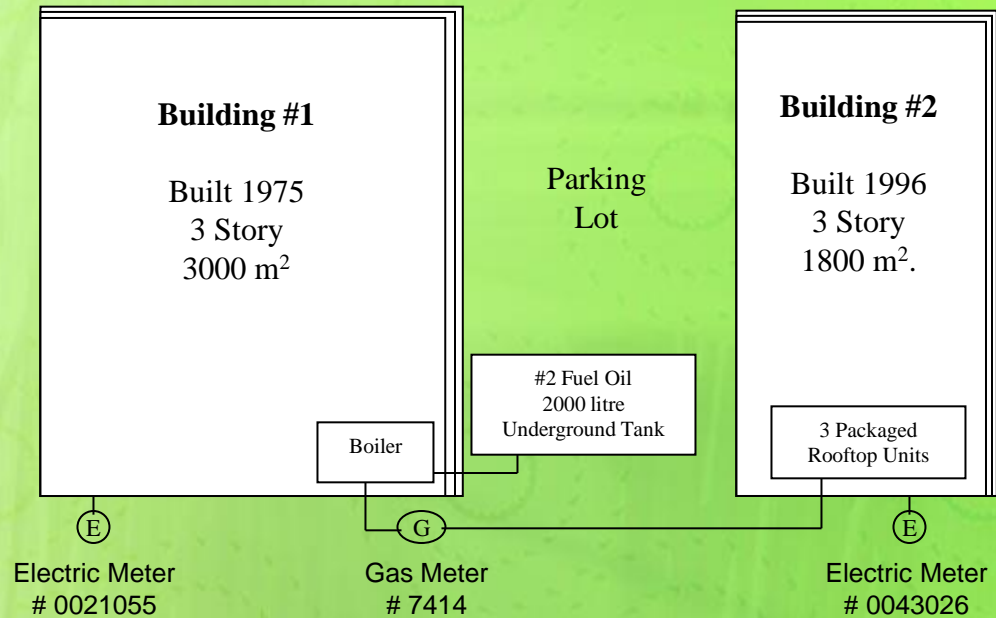 Building #1
Built 1975
3 Story
3000 m²
Parking
Lot
Building #2
Built 1996
3 Story
1800 m².
#2 Fuel Oil
2000 litre
Underground Tank
Boiler
3 Packaged
Rooftop Units
E
G
E
Electric Meter
# 0021055
Gas Meter
# 7414
Electric Meter
# 0043026